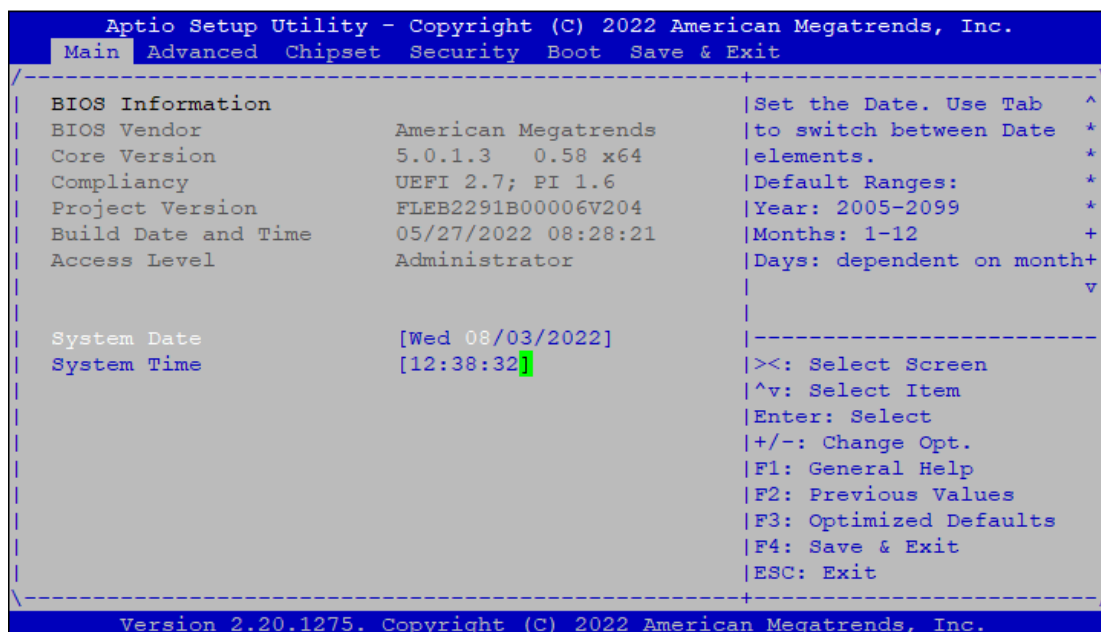 Aptio Setup Utility - Copyright (C) 2022 American Megatrends, Inc.
Main Advanced Chipset Security Boot Save & Exit
/----------------------------------------------------+-------------------------\
| BIOS Information |Set the Date. Use Tab ^
| BIOS Vendor American Megatrends |to switch between Date *
| Core Version 5.0.1.3 0.58 x64 |elements. *
| Compliancy UEFI 2.7; PI 1.6 |Default Ranges: *
| Project Version FLEB2291B00006V204 |Year: 2005-2099 *
| Build Date and Time 05/27/2022 08:28:21 |Months: 1-12 +
| Access Level Administrator |Days: dependent on month+
| | v
| |
| System Date [Wed 08/03/2022] |-------------------------
| System Time [12:38:32] |><: Select Screen
| |^v: Select Item
| |Enter: Select
| |+/-: Change Opt.
| |F1: General Help
| |F2: Previous Values
| |F3: Optimized Defaults
| |F4: Save & Exit
| |ESC: Exit
\----------------------------------------------------+-------------------------/
Version 2.20.1275. Copyright (C) 2022 American Megatrends, Inc.